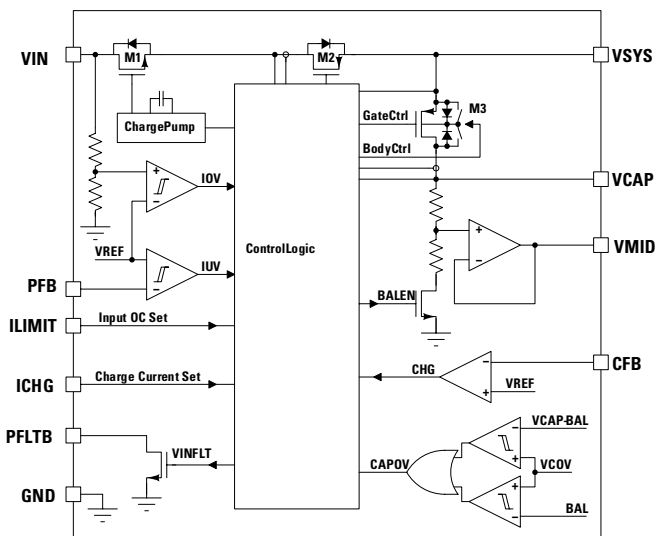 VIN
M1
M2
VSYS
ChargePump
GateCtrl
M3
BodyCtrl
+
-
IOV
VCAP
VREF
IUV
+
-
ControlLogic
+
-
VMID
PFB
BALEN
ILIMIT
Input OC Set
CFB
ICHG
Charge Current Set
CHG
-
+
VREF
PFLTB
VINFLT
-
VCAP-BAL
CAPOV
+
VCOV
+
-
BAL
GND